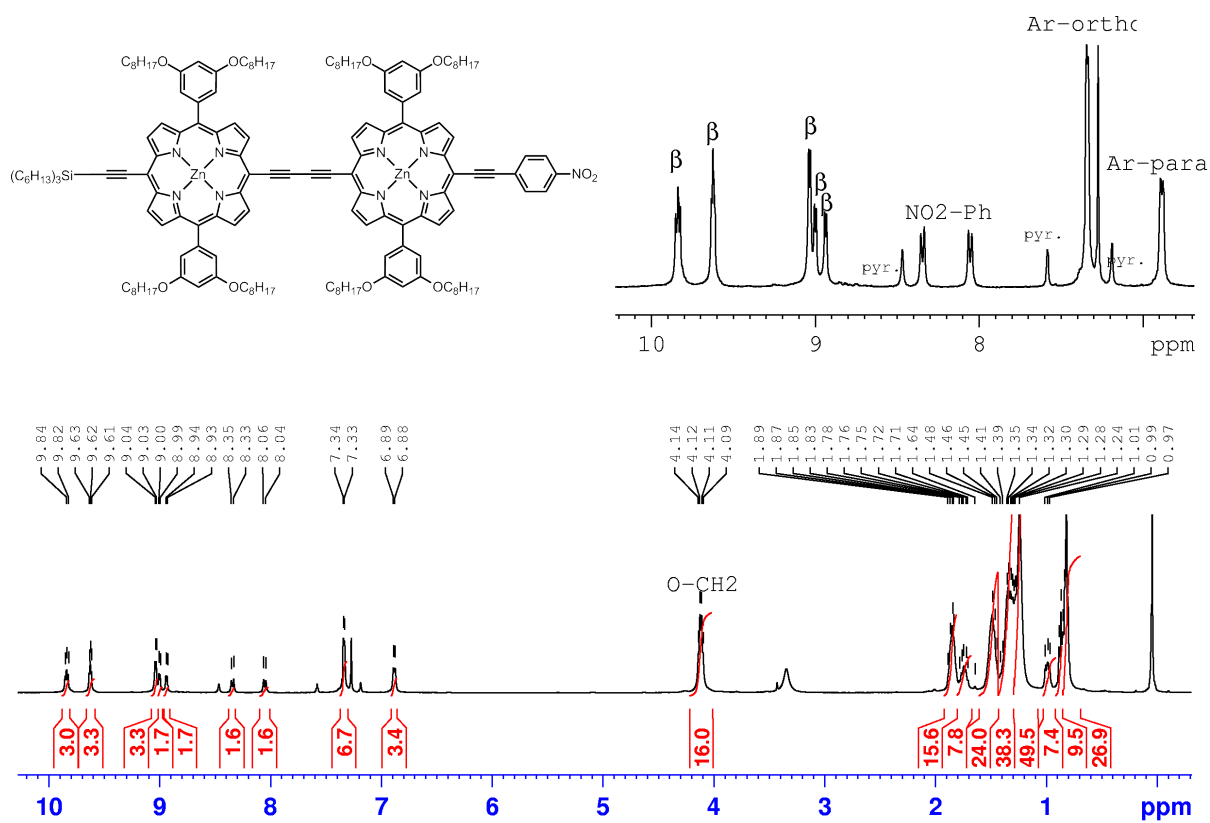 Ar-ortho
C8H17O OC8H17 C8H17O OC8H17
β β β β β
Ar-para
NO2-Ph
pyr. pyr. pyr.
N N N N
(C6H13)3Si Zn Zn NO2
N N N N
C8H17O OC8H17 C8H17O OC8H17
10 9 8 ppm
9.84 9.82 9.63 9.62 9.61 9.04 9.03 9.00 8.99 8.94 8.93 8.35 8.33 8.06 8.04 7.34 7.33 6.89 6.88 4.14 4.12 4.11 4.09 1.89 1.87 1.85 1.83 1.78 1.76 1.75 1.72 1.71 1.64 1.48 1.46 1.45 1.41 1.39 1.35 1.34 1.32 1.30 1.29 1.28 1.24 1.01 0.99 0.97
O-CH2
3.0 3.3 3.3 1.7 1.7 1.6 1.6 6.7 3.4 16.0 15.6 7.8 24.0 38.3 49.5 7.4 9.5 26.9
10 9 8 7 6 5 4 3 2 1 ppm